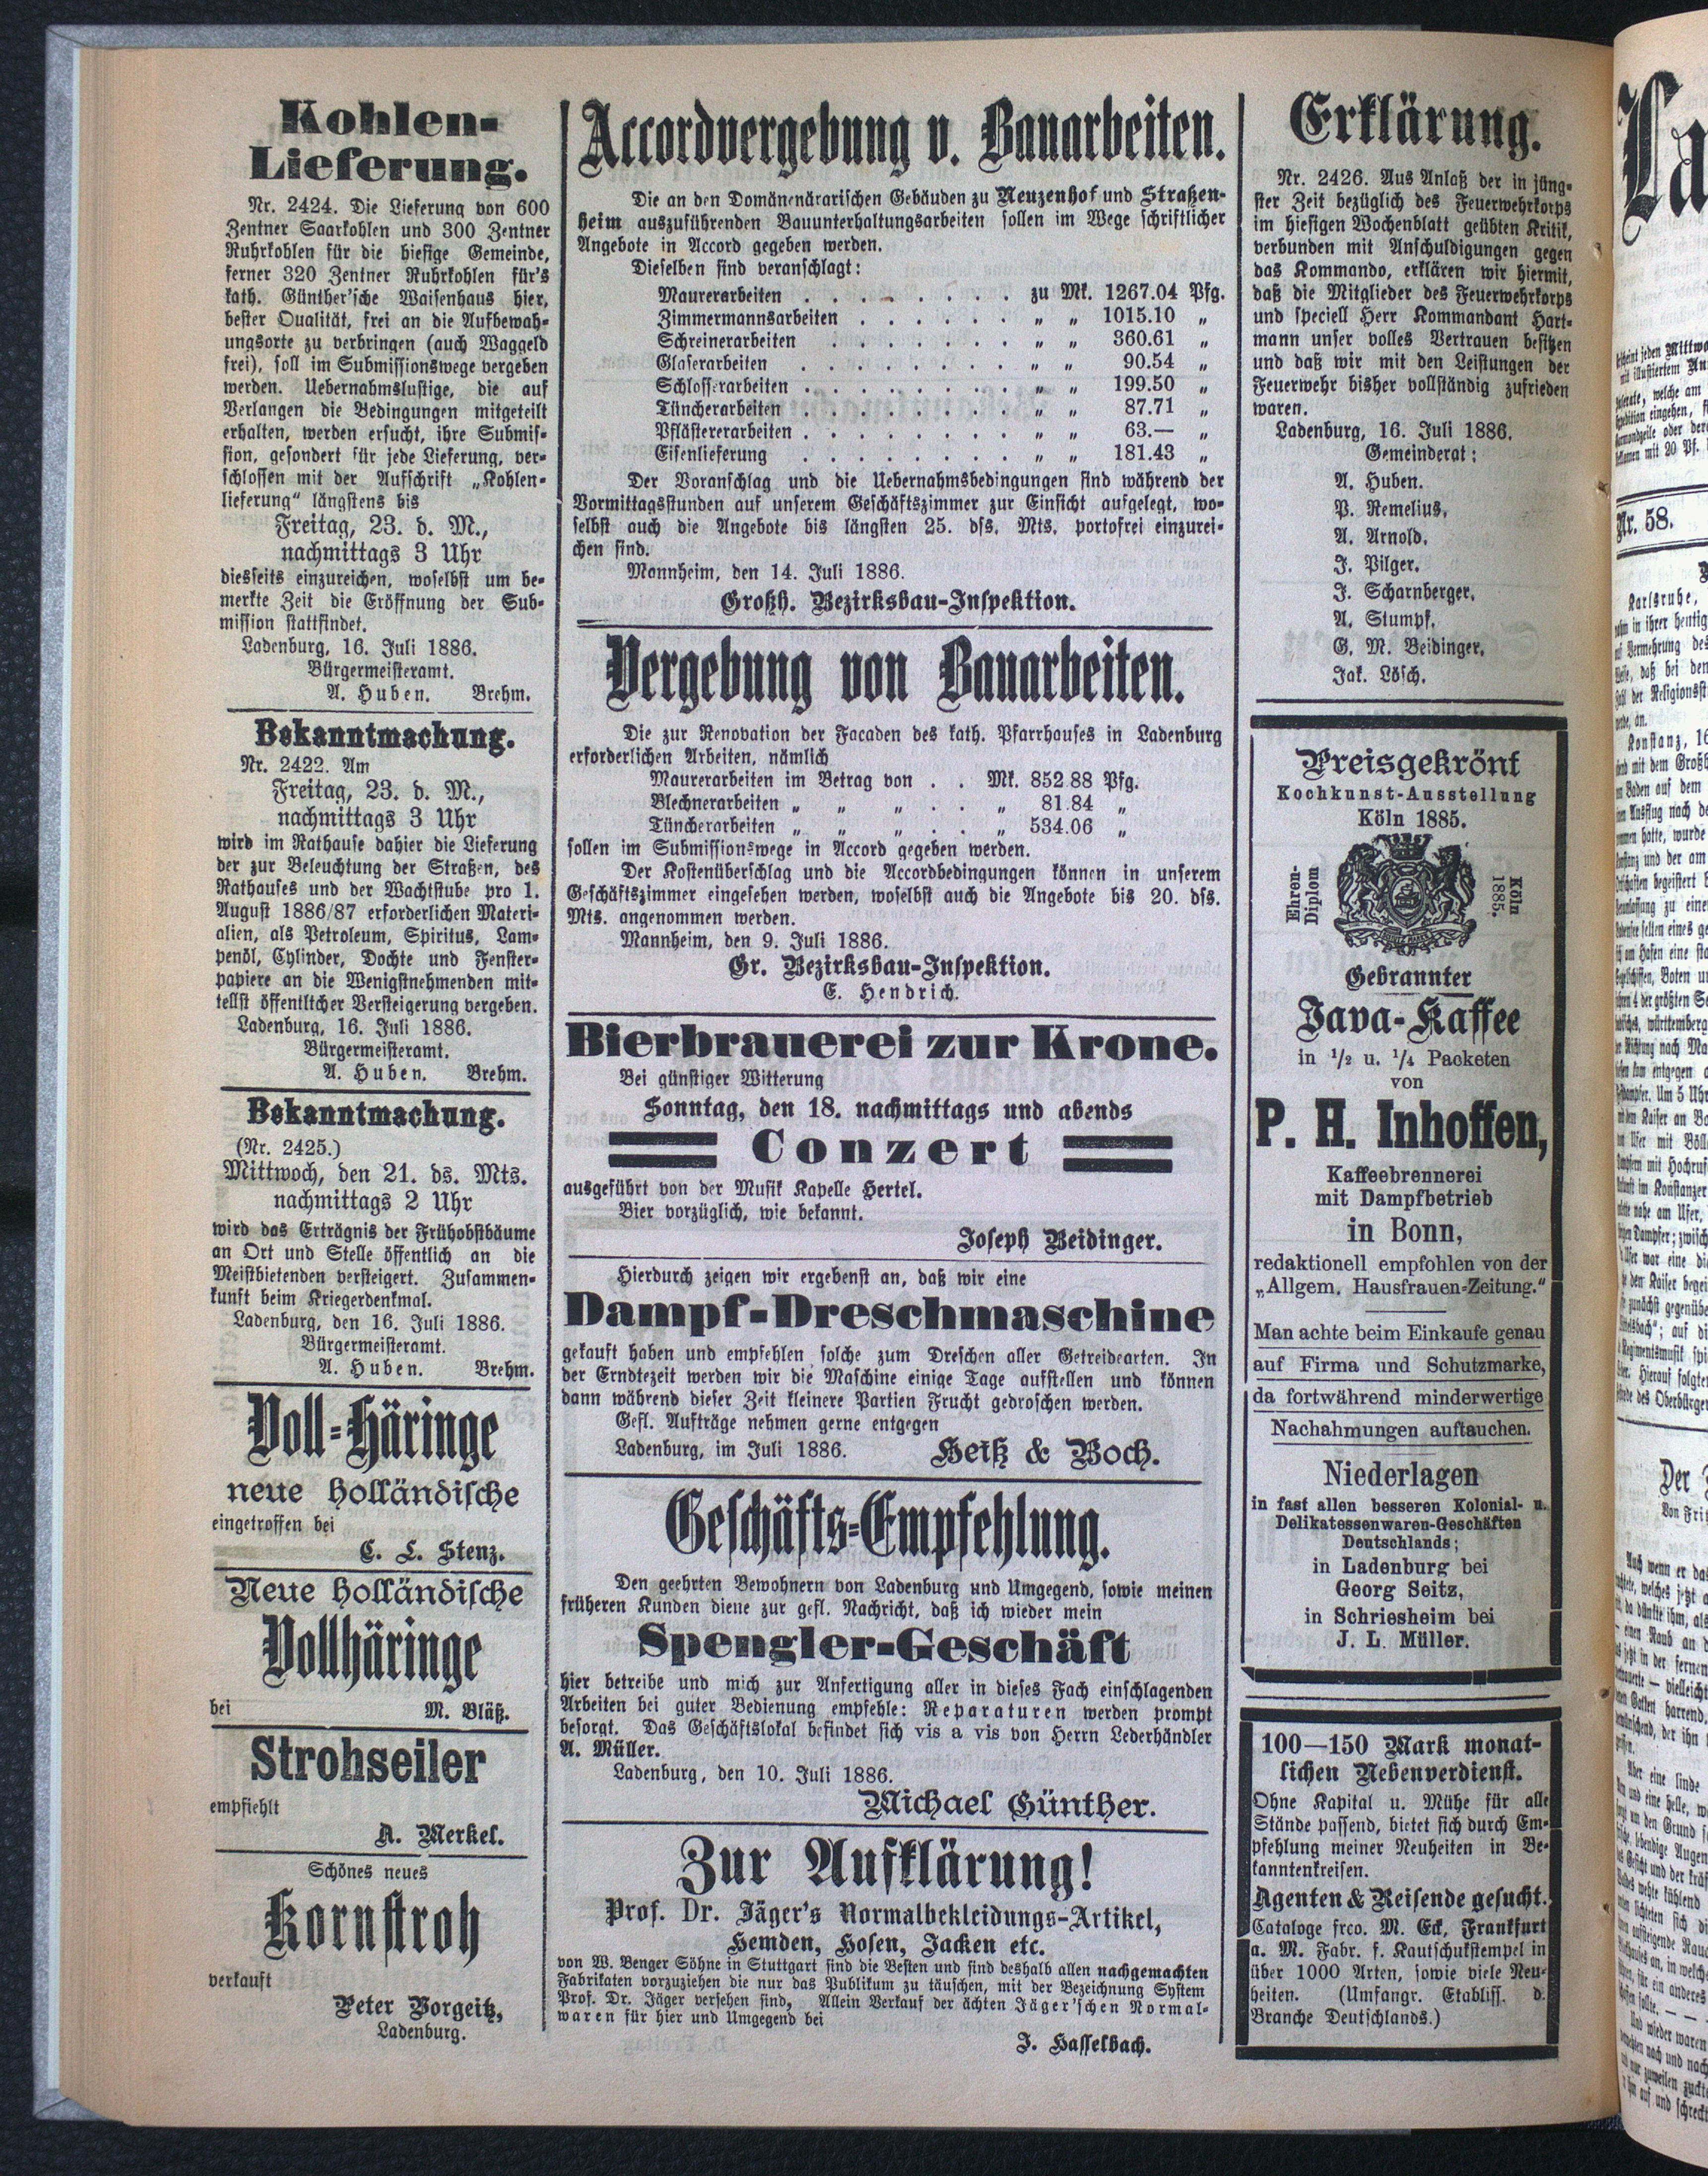 Kohlen-
Lieferung.
Nr. 2424. Die Lieferung von 600
Zentner Saarkohlen und 300 Zentner
Ruhrkohlen für die hiesige Gemeinde,
ferner 320 Zentner Ruhrkohlen für's
kath. Günther'sche Waisenhaus hier,
bester Qualität, frei an die Aufbewah-
ungsorte zu verbringen (auch Waggeld
frei), soll im Submissionswege vergeben
werden. Uebernahmslustige, die auf
Verlangen die Bedingungen mitgeteilt
erhalten, werden ersucht, ihre Submis-
sion, gesondert für jede Lieferung, ver-
schlossen mit der Aufschrift „Kohlen-
lieferung“ längstens bis
Freitag, 23. d. M.,
nachmittags 3 Uhr
diesseits einzureichen, woselbst um be-
merkte Zeit die Eröffnung der Sub-
mission stattfindet.
Ladenburg, 16. Juli 1886.
Bürgermeisteramt.
A. Huben. Brehm.
Bekanntmachung.
Nr. 2422. Am
Freitag, 23. d. M.,
nachmittags 3 Uhr
wird im Rathause dahier die Lieferung
der zur Beleuchtung der Straßen, des
Rathauses und der Wachtstube pro 1.
August 1886/87 erforderlichen Materi-
alien, als Petroleum, Spiritus, Lam-
penöl, Cylinder, Dochte und Fenster-
papiere an die Wenigstnehmenden mit-
tellst öffentltcher Versteigerung vergeben.
Ladenburg, 16. Juli 1886.
Bürgermeisteramt.
A. Huben. Brehm.
Bekanntmachung.
(Nr. 2425.)
Mittwoch, den 21. ds. Mts.
nachmittags 2 Uhr
wird das Erträgnis der Frühobstbäume
an Ort und Stelle öffentlich an die
Meistbietenden versteigert. Zusammen-
kunft beim Kriegerdenkmal.
Ladenburg, den 16. Juli 1886.
Bürgermeisteramt.
A. Huben. Brehm.
Voll-Häringe
neue holländische
eingetroffen bei
C. L. Stenz.
Neue holländische
Vollhäringe
bei M. Bläß.
Strohseiler
empfiehlt
A. Merkel.
Schönes neues
Kornstroh
verkauft
Peter Borgeitz,
Ladenburg.
Accordvergebung v. Bauarbeiten.
Die an den Domänenärarischen Gebäuden zu Neuzenhof und Straßen-
heim auszuführenden Bauunterhaltungsarbeiten sollen im Wege schriftlicher
Angebote in Accord gegeben werden.
Dieselben sind veranschlagt:
Maurerarbeiten . . . . . . . . zu Mk. 1267.04 Pfg.
Zimmermannsarbeiten . . . . . . „ „ 1015.10 „
Schreinerarbeiten . . . . . . . „ „ 360.61 „
Glaserarbeiten . . . . . . . . „ „ 90.54 „
Schlosserarbeiten . . . . . . . „ „ 199.50 „
Tüncherarbeiten . . . . . . . . „ „ 87.71 „
Pflästererarbeiten . . . . . . . „ „ 63.— „
Eisenlieferung . . . . . . . . „ „ 181.43 „
Der Voranschlag und die Uebernahmsbedingungen sind während der
Vormittagsstunden auf unserem Geschäftszimmer zur Einsicht aufgelegt, wo-
selbst auch die Angebote bis längsten 25. dss. Mts. portofrei einzurei-
chen sind.
Mannheim, den 14. Juli 1886.
Großh. Bezirksbau-Inspektion.
Vergebung von Bauarbeiten.
Die zur Renovation der Facaden des kath. Pfarrhauses in Ladenburg
erforderlichen Arbeiten, nämlich
Maurerarbeiten im Betrag von . . Mk. 852.88 Pfg.
Blechnerarbeiten „ „ „ . . „ 81.84 „
Tüncherarbeiten „ „ „ . . „ 534.06 „
sollen im Submissionswege in Accord gegeben werden.
Der Kostenüberschlag und die Accordbedingungen können in unserem
Geschäftszimmer eingesehen werden, woselbst auch die Angebote bis 20. dss.
Mts. angenommen werden.
Mannheim, den 9. Juli 1886.
Gr. Bezirksbau-Inspektion.
E. Hendrich.
Bierbrauerei zur Krone.
Bei günstiger Witterung
Sonntag, den 18. nachmittags und abends
Conzert
ausgeführt von der Musik Kapelle Hertel.
Bier vorzüglich, wie bekannt.
Joseph Beidinger.
Hierdurch zeigen wir ergebenst an, daß wir eine
Dampf-Dreschmaschine
gekauft haben und empfehlen solche zum Dreschen aller Getreidearten. In
der Erndtezeit werden wir die Maschine einige Tage aufstellen und können
dann während dieser Zeit kleinere Partien Frucht gedroschen werden.
Gefl. Aufträge nehmen gerne entgegen
Ladenburg, im Juli 1886. Heiß & Boch.
Geschäfts-Empfehlung.
Den geehrten Bewohnern von Ladenburg und Umgegend, sowie meinen
früheren Kunden diene zur gefl. Nachricht, daß ich wieder mein
Spengler-Geschäft
hier betreibe und mich zur Anfertigung aller in dieses Fach einschlagenden
Arbeiten bei guter Bedienung empfehle: Reparaturen werden prompt
besorgt. Das Geschäftslokal befindet sich vis a vis von Herrn Lederhändler
A. Müller.
Ladenburg, den 10. Juli 1886.
Michael Günther.
Zur Aufklärung!
Prof. Dr. Jäger's Normalbekleidungs-Artikel,
Hemden, Hosen, Jacken etc.
von W. Benger Söhne in Stuttgart sind die Besten und sind deshalb allen nachgemachten
Fabrikaten vorzuziehen die nur das Publikum zu täuschen, mit der Bezeichnung System
Prof. Dr. Jäger versehen sind, Allein Verkauf der ächten Jäger'schen Normal-
waren für hier und Umgegend bei
J. Hasselbach.
Erklärung.
Nr. 2426. Aus Anlaß der in jüng-
ster Zeit bezüglich des Feuerwehrkorps
im hiesigen Wochenblatt geübten Kritik,
verbunden mit Anschuldigungen gegen
das Kommando, erklären wir hiermit,
daß die Mitglieder des Feuerwehrkorps
und speciell Herr Kommandant Hart-
mann unser volles Vertrauen besitzen
und daß wir mit den Leistungen der
Feuerwehr bisher vollständig zufrieden
waren.
Ladenburg, 16. Juli 1886.
Gemeinderat:
A. Huben.
P. Remelius.
A. Arnold.
J. Pilger.
J. Scharnberger.
A. Stumpf.
G. M. Beidinger.
Jak. Lösch.
Preisgekrönt
Kochkunst-Ausstellung
Köln 1885.
Ehren-
Diplom
Köln
1885.
Gebrannter
Java-Kaffee
in 1/2 u. 1/4 Packeten
von
P. H. Inhoffen,
Kaffeebrennerei
mit Dampfbetrieb
in Bonn,
redaktionell empfohlen von der
„Allgem. Hausfrauen-Zeitung.“
Man achte beim Einkaufe genau
auf Firma und Schutzmarke,
da fortwährend minderwertige
Nachahmungen auftauchen.
Niederlagen
in fast allen besseren Kolonial- u.
Delikatessenwaren-Geschäften
Deutschlands;
in Ladenburg bei
Georg Seitz,
in Schriesheim bei
J. L. Müller.
100—150 Mark monat-
lichen Nebenverdienst.
Ohne Kapital u. Mühe für alle
Stände passend, bietet sich durch Em-
pfehlung meiner Neuheiten in Be-
kanntenkreisen.
Agenten & Reisende gesucht.
Cataloge frco. M. Eck, Frankfurt
a. M. Fabr. f. Kautschukstempel in
über 1000 Arten, sowie viele Neu-
heiten. (Umfangr. Etabliss. d.
Branche Deutschlands.)
Nr. 58.